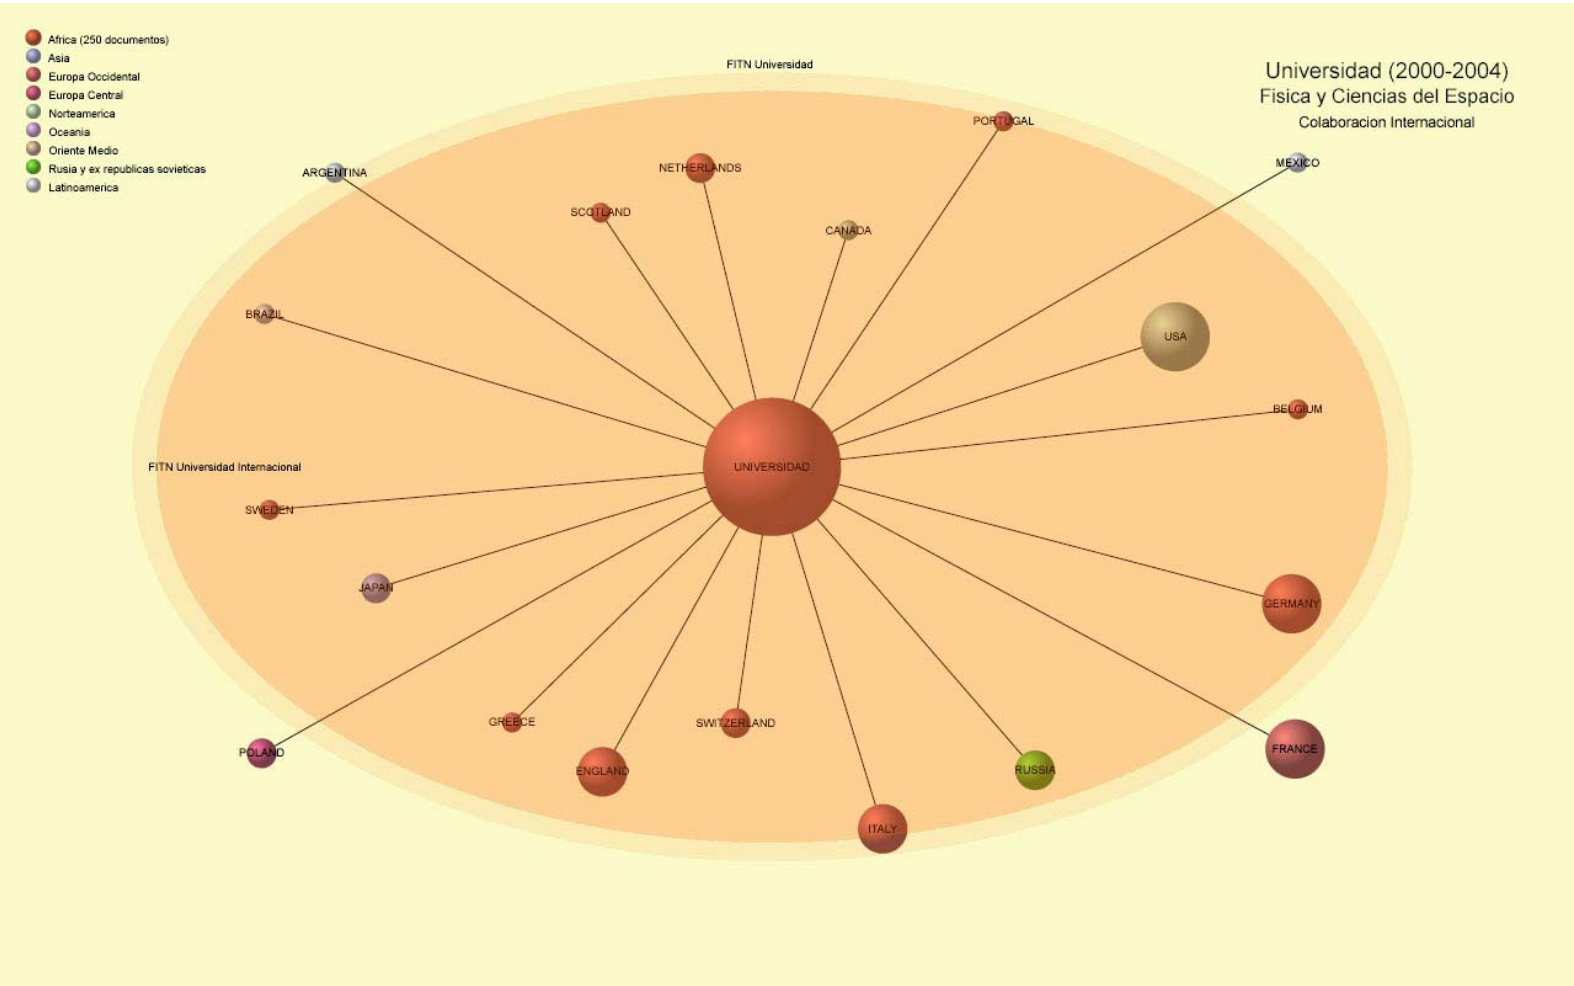 Africa (250 documentos)
Asia
Europa Occidental
Europa Central
Norteamerica
Oceania
Oriente Medio
Rusia y ex republicas sovieticas
Latinoamerica
FITN Universidad
Universidad (2000-2004)
Fisica y Ciencias del Espacio
Colaboracion Internacional
PORTUGAL
MEXICO
ARGENTINA
NETHERLANDS
SCOTLAND
CANADA
BRAZIL
USA
BELGIUM
FITN Universidad Internacional
UNIVERSIDAD
SWEDEN
JAPAN
GERMANY
GREECE
SWITZERLAND
POLAND
FRANCE
ENGLAND
RUSSIA
ITALY